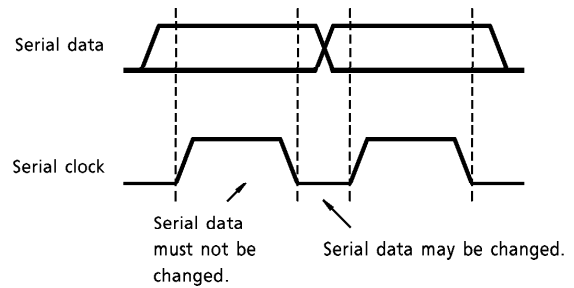 Serial data
Serial clock
Serial data
must not be
changed.
Serial data may be changed.